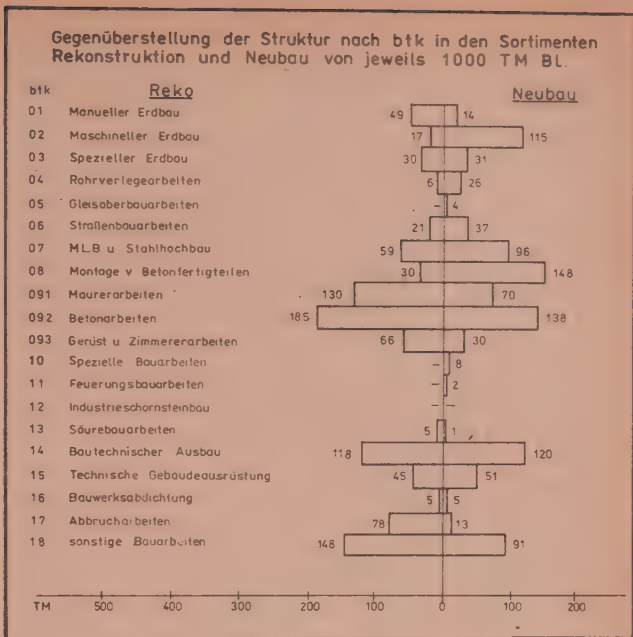 Gegenüberstellung der Struktur nach btk in den Sortimenten
Rekonstruktion und Neubau von jeweils 1000 TM BL.
btk Reko Neubau
01 Manueller Erdbau 49 14
02 Maschineller Erdbau 17 115
03 Spezieller Erdbau 30 31
04 Rohrverlegearbeiten 6 26
05 Gleisoberbauarbeiten – 4
06 Straßenbauarbeiten 21 37
07 MLB u Stahlhochbau 59 96
08 Montage v Betonfertigteilen 30 148
091 Maurerarbeiten 130 70
092 Betonarbeiten 185 138
093 Gerüst u Zimmererarbeiten 66 30
10 Spezielle Bauarbeiten – 8
11 Feuerungsbauarbeiten – 2
12 Industrieschornsteinbau – –
13 Säurebauarbeiten 5 1
14 Bautechnischer Ausbau 118 120
15 Technische Gebäudeausrüstung 45 51
16 Bauwerksabdichtung 5 5
17 Abbrucharbeiten 78 13
18 sonstige Bauarbeiten 148 91
TM 500 400 300 200 100 0 100 200